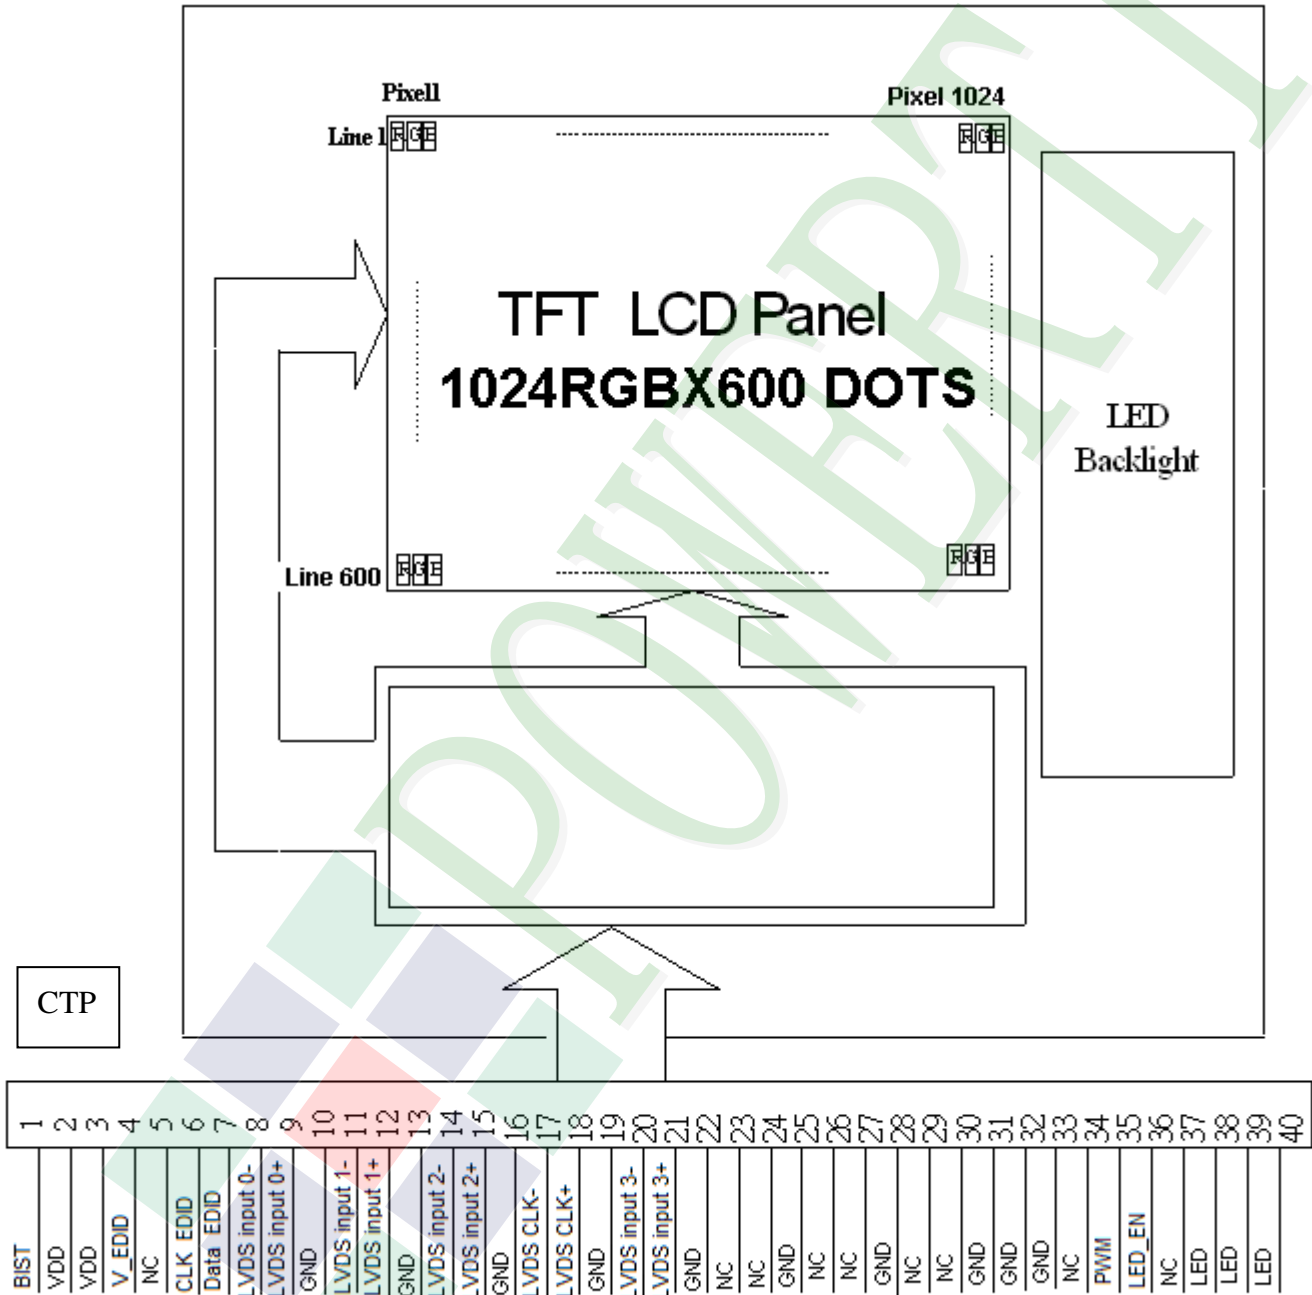 Pixel1
Pixel 1024
Line 1
R G B
R G B
TFT LCD Panel
1024RGBX600 DOTS
LED
Backlight
Line 600
R G B
R G B
CTP
1 2 3 4 5 6 7 8 9 10 11 12 13 14 15 16 17 18 19 20 21 22 23 24 25 26 27 28 29 30 31 32 33 34 35 36 37 38 39 40
BIST
VDD
VDD
V_EDID
NC
CLK EDID
Data EDID
LVDS input 0-
LVDS input 0+
GND
LVDS input 1-
LVDS input 1+
GND
LVDS input 2-
LVDS input 2+
GND
LVDS CLK-
LVDS CLK+
GND
LVDS input 3-
LVDS input 3+
GND
NC
NC
GND
NC
NC
GND
NC
NC
GND
GND
GND
NC
PWM
LED_EN
NC
LED
LED
LED
POWERT